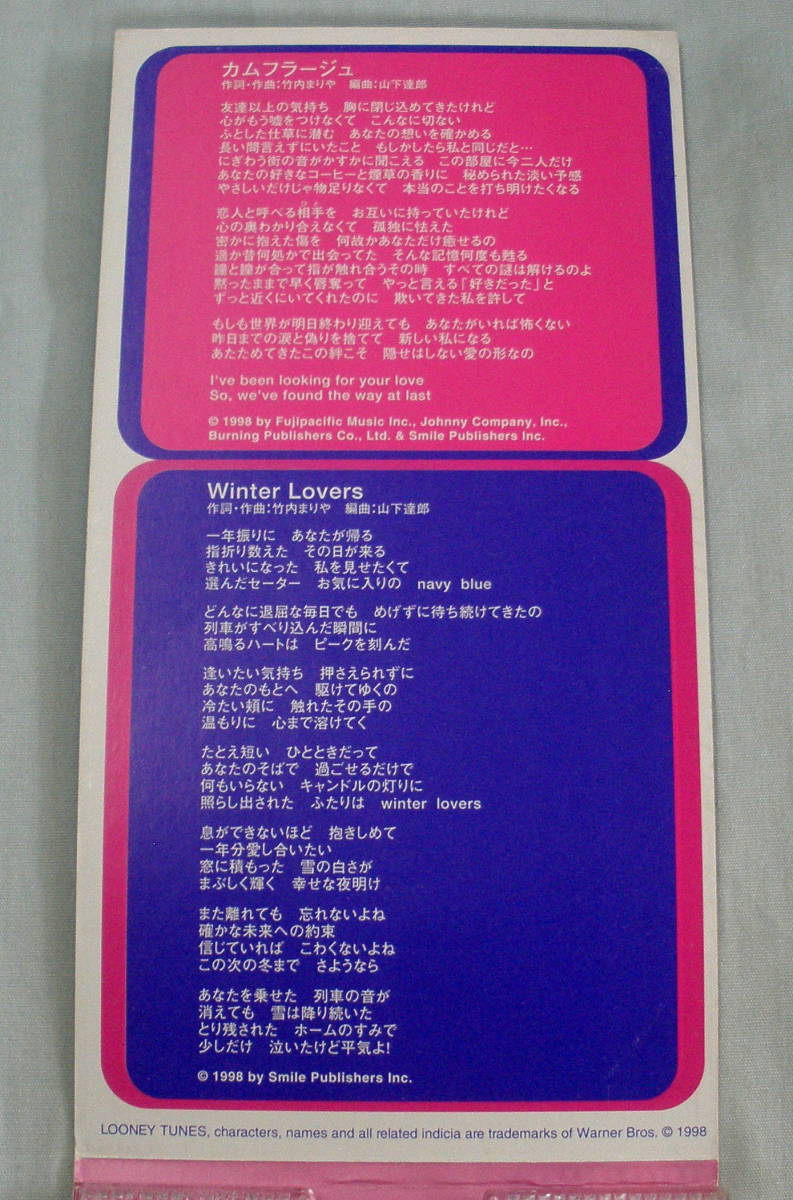 カムフラージュ
作詞・作曲：竹内まりや　編曲：山下達郎
友達以上の気持ち　胸に閉じ込めてきたけれど
心がもう嘘をつけなくて　こんなに切ない
ふとした仕草に潜む　あなたの想いを確かめる
長い間言えずにいたこと　もしかしたら私と同じだと…
にぎわう街の音がかすかに聞こえる　この部屋に今二人だけ
あなたの好きなコーヒーと煙草の香りに　秘められた淡い予感
やさしいだけじゃ物足りなくて　本当のことを打ち明けたくなる
恋人と呼べる相手を　お互いに持っていたけれど
心の奥わかり合えなくて　孤独に怯えた
密かに抱えた傷を　何故かあなただけ癒せるの
遥か昔何処かで出会ってた　そんな記憶何度も甦る
瞳と瞳が合って指が触れ合うその時　すべての謎は解けるのよ
黙ったままで早く唇奪って　やっと言える「好きだった」と
ずっと近くにいてくれたのに　欺いてきた私を許して
もしも世界が明日終わり迎えても　あなたがいれば怖くない
昨日までの涙と偽りを捨てて　新しい私になる
あたためてきたこの絆こそ　隠せはしない愛の形なの
I've been looking for your love
So, we've found the way at last
© 1998 by Fujipacific Music Inc., Johnny Company, Inc.,
Burning Publishers Co., Ltd. & Smile Publishers Inc.
Winter Lovers
作詞・作曲：竹内まりや　編曲：山下達郎
一年振りに　あなたが帰る
指折り数えた　その日が来る
きれいになった　私を見せたくて
選んだセーター　お気に入りの　navy blue
どんなに退屈な毎日でも　めげずに待ち続けてきたの
列車がすべり込んだ瞬間に
高鳴るハートは　ピークを刻んだ
逢いたい気持ち　押さえられずに
あなたのもとへ　駆けてゆくの
冷たい頬に　触れたその手の
温もりに　心まで溶けてく
たとえ短い　ひとときだって
あなたのそばで　過ごせるだけで
何もいらない　キャンドルの灯りに
照らし出された　ふたりは　winter lovers
息ができないほど　抱きしめて
一年分愛し合いたい
窓に積もった　雪の白さが
まぶしく輝く　幸せな夜明け
また離れても　忘れないよね
確かな未来への約束
信じていれば　こわくないよね
この次の冬まで　さようなら
あなたを乗せた　列車の音が
消えても　雪は降り続いた
とり残された　ホームのすみで
少しだけ　泣いたけど平気よ!
© 1998 by Smile Publishers Inc.
LOONEY TUNES, characters, names and all related indicia are trademarks of Warner Bros. © 1998